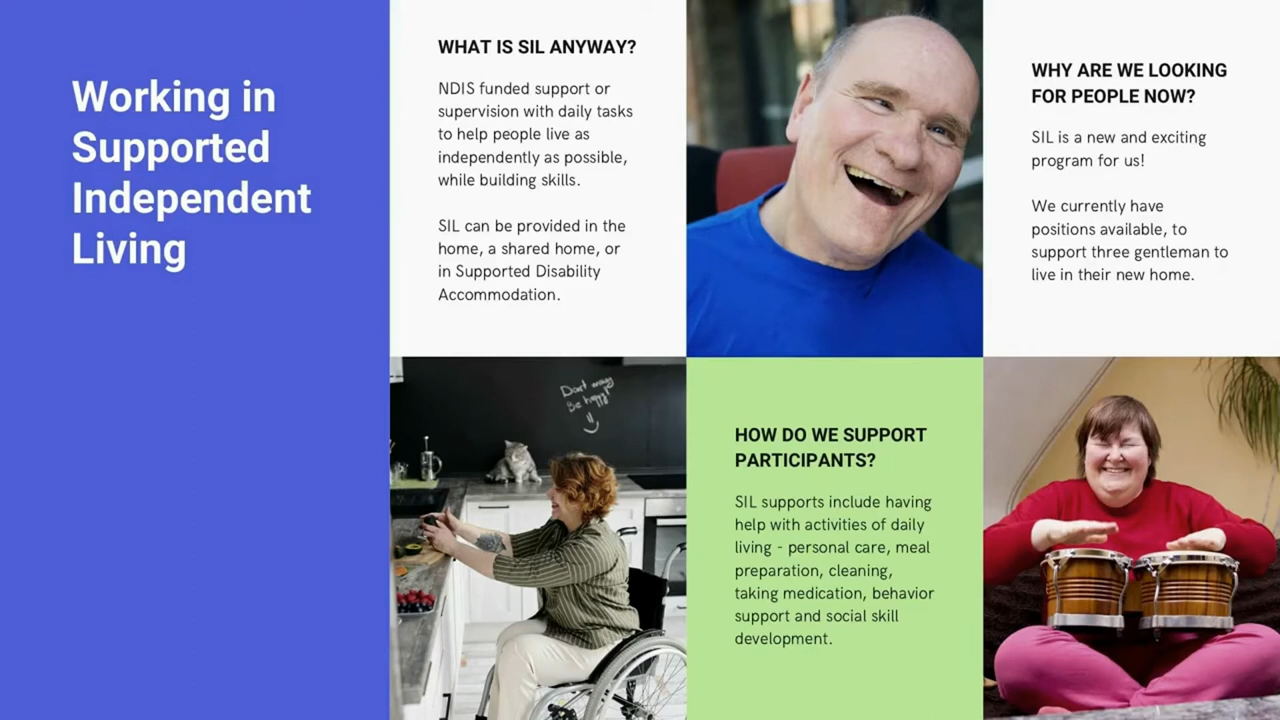 Working in
Supported
Independent
Living
WHAT IS SIL ANYWAY?
NDIS funded support or
supervision with daily tasks
to help people live as
independently as possible,
while building skills.
SIL can be provided in the
home, a shared home, or
in Supported Disability
Accommodation.
WHY ARE WE LOOKING
FOR PEOPLE NOW?
SIL is a new and exciting
program for us!
We currently have
positions available, to
support three gentleman to
live in their new home.
Dont worry
Be happy!
HOW DO WE SUPPORT
PARTICIPANTS?
SIL supports include having
help with activities of daily
living - personal care, meal
preparation, cleaning,
taking medication, behavior
support and social skill
development.